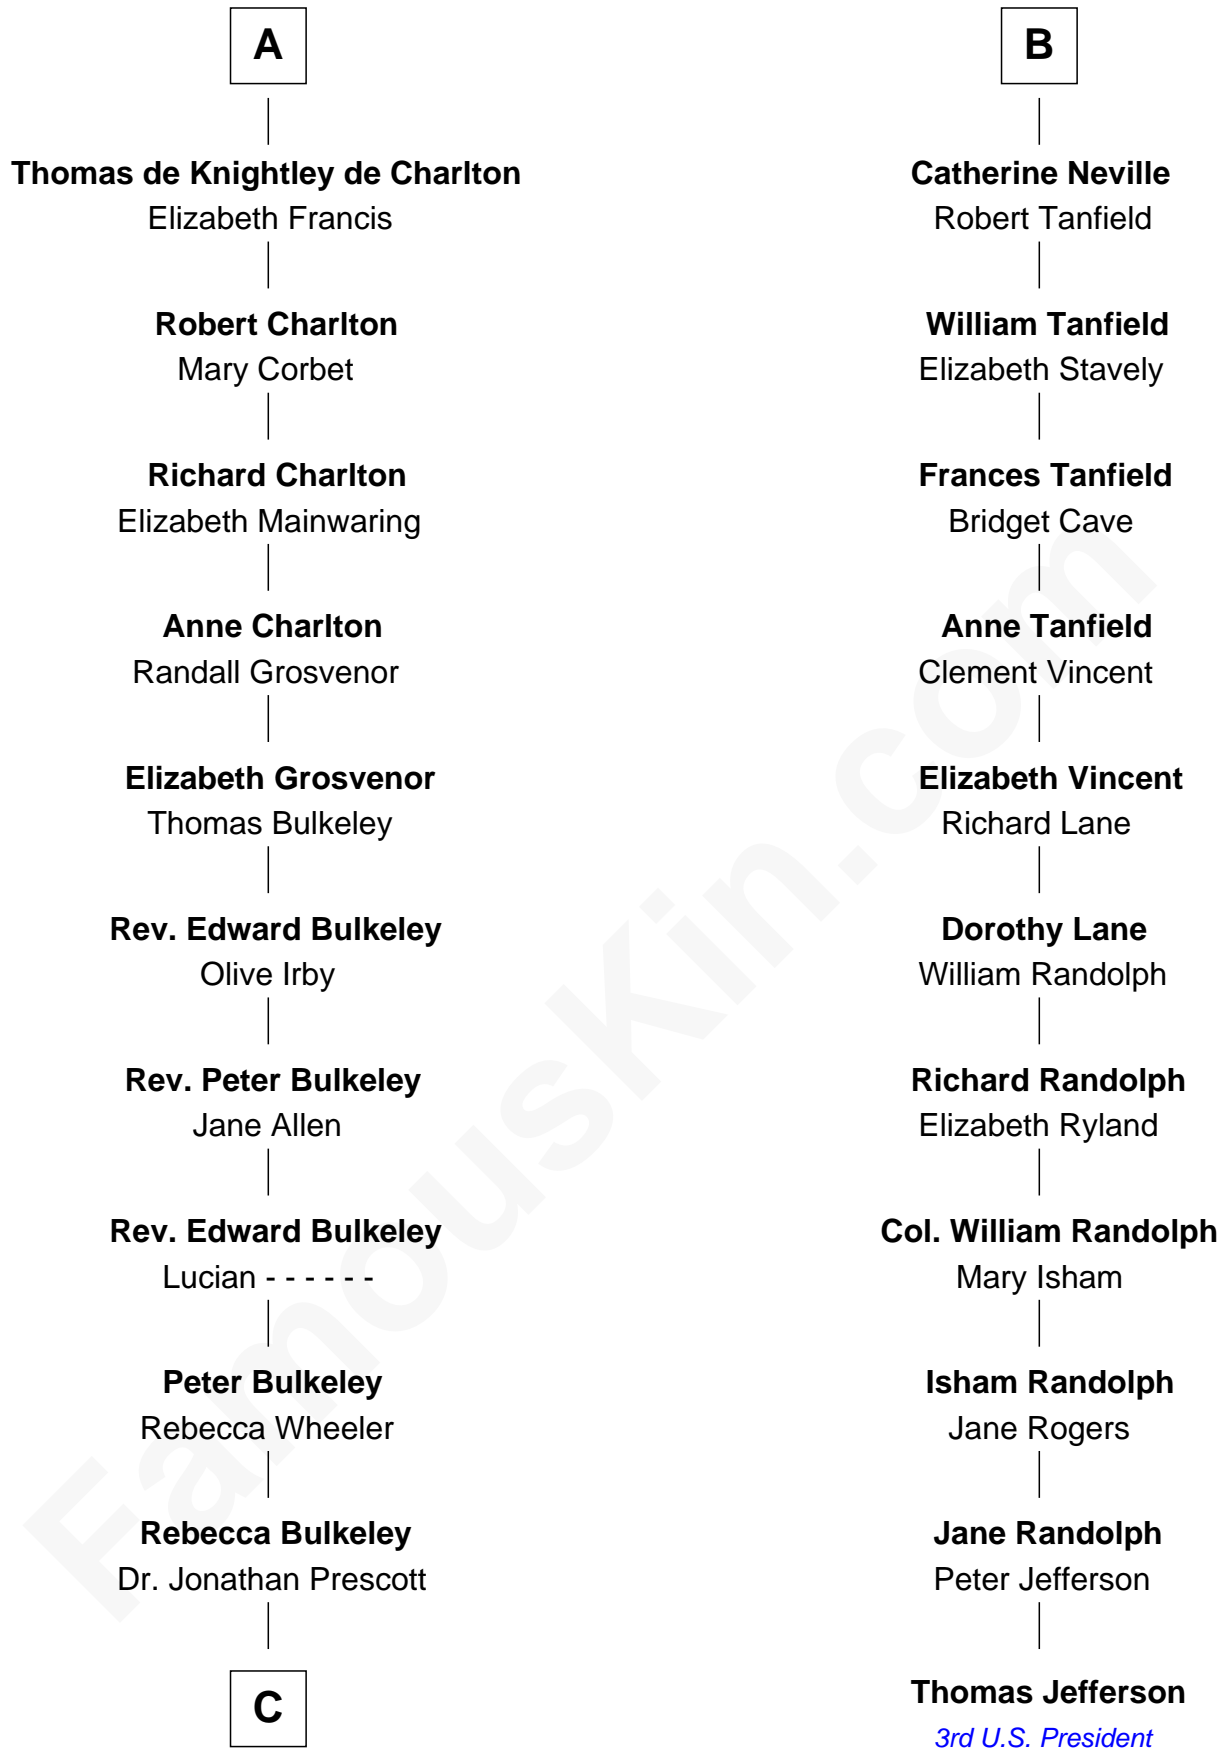 A
Thomas de Knightley de Charlton
Elizabeth Francis
Robert Charlton
Mary Corbet
Richard Charlton
Elizabeth Mainwaring
Anne Charlton
Randall Grosvenor
Elizabeth Grosvenor
Thomas Bulkeley
Rev. Edward Bulkeley
Olive Irby
Rev. Peter Bulkeley
Jane Allen
Rev. Edward Bulkeley
Lucian - - - - - -
Peter Bulkeley
Rebecca Wheeler
Rebecca Bulkeley
Dr. Jonathan Prescott
C
B
Catherine Neville
Robert Tanfield
William Tanfield
Elizabeth Stavely
Frances Tanfield
Bridget Cave
Anne Tanfield
Clement Vincent
Elizabeth Vincent
Richard Lane
Dorothy Lane
William Randolph
Richard Randolph
Elizabeth Ryland
Col. William Randolph
Mary Isham
Isham Randolph
Jane Rogers
Jane Randolph
Peter Jefferson
Thomas Jefferson
3rd U.S. President
FamousKin.com